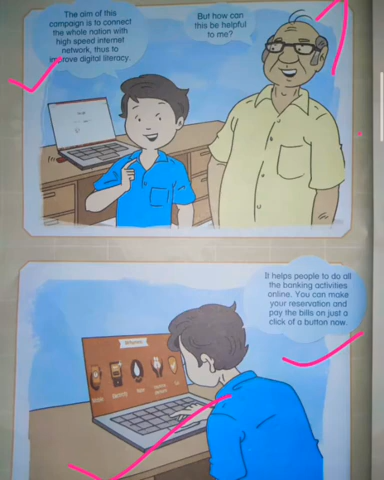 The aim of this
campaign is to connect
the whole nation with
high speed internet
network, thus to
improve digital literacy.
But how can
this be helpful
to me?
It helps people to do all
the banking activities
online. You can make
your reservation and
pay the bills on just a
click of a button now.